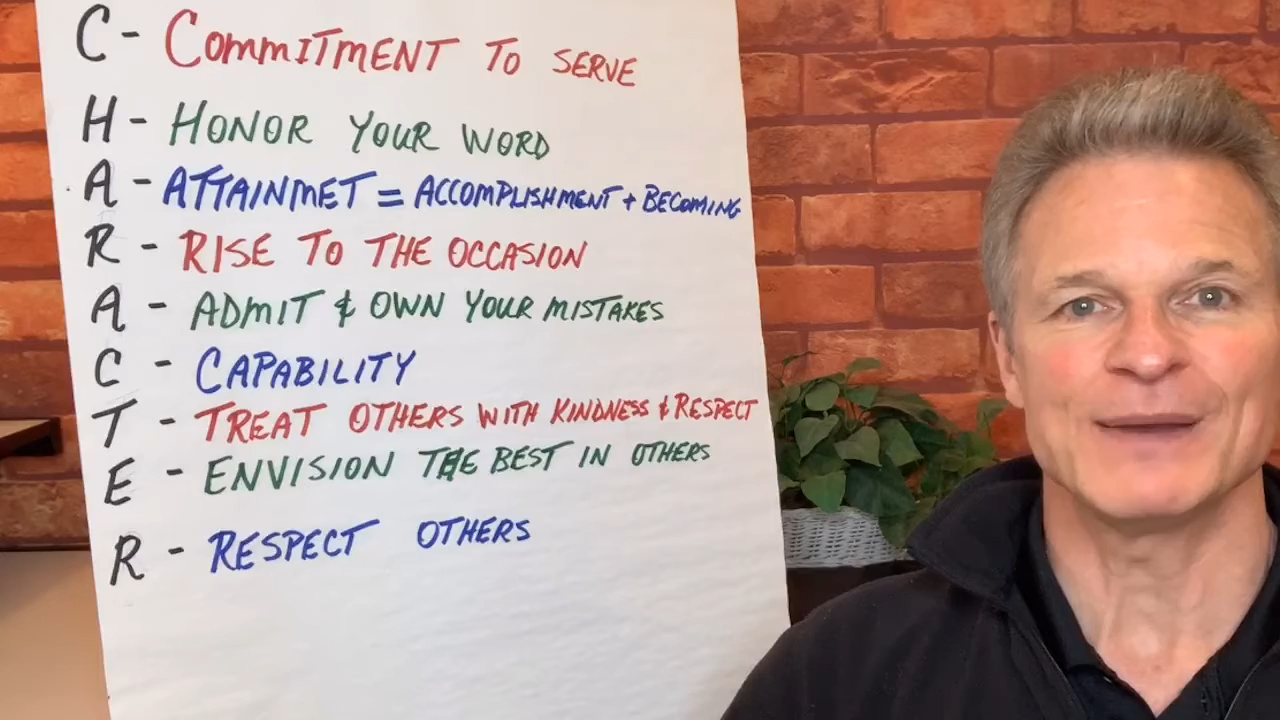 C- COMMITMENT TO SERVE
H- HONOR YOUR WORD
A- ATTAINMET = ACCOMPLISHMENT + BECOMING
R- RISE TO THE OCCASION
A- ADMIT & OWN YOUR MISTAKES
C- CAPABILITY
T- TREAT OTHERS WITH KINDNESS & RESPECT
E- ENVISION THE BEST IN OTHERS
R- RESPECT OTHERS